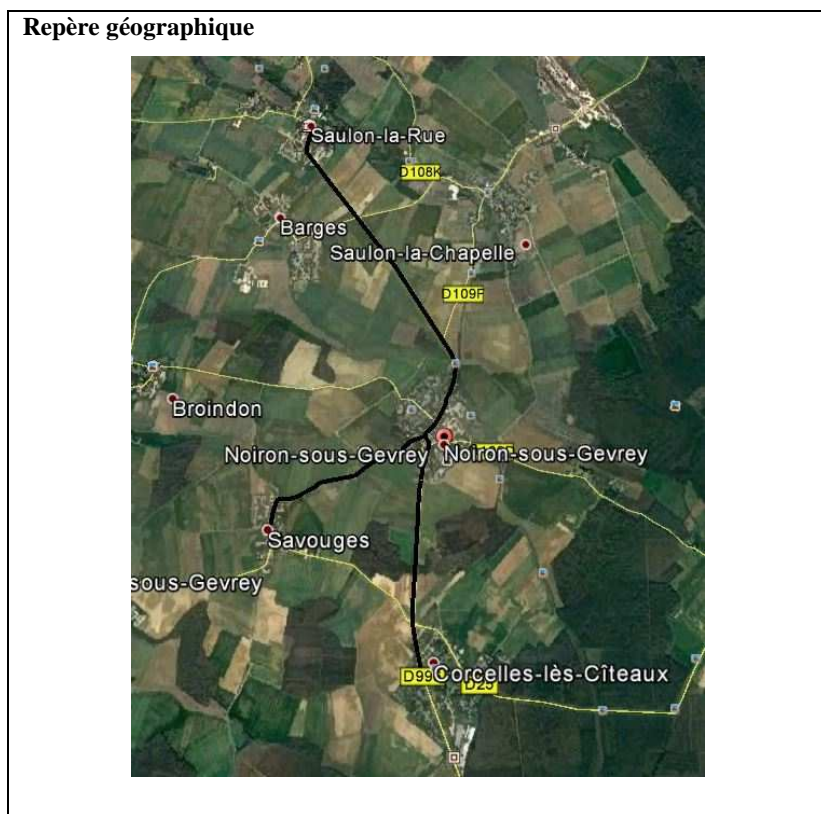 Repère géographique
Saulon-la-Rue
D108K
Barges
Saulon-la-Chapelle
D109F
Broindon
Noiron-sous-Gevrey
Noiron-sous-Gevrey
Savouges
sous-Gevrey
Corcelles-lès-Cîteaux
D25